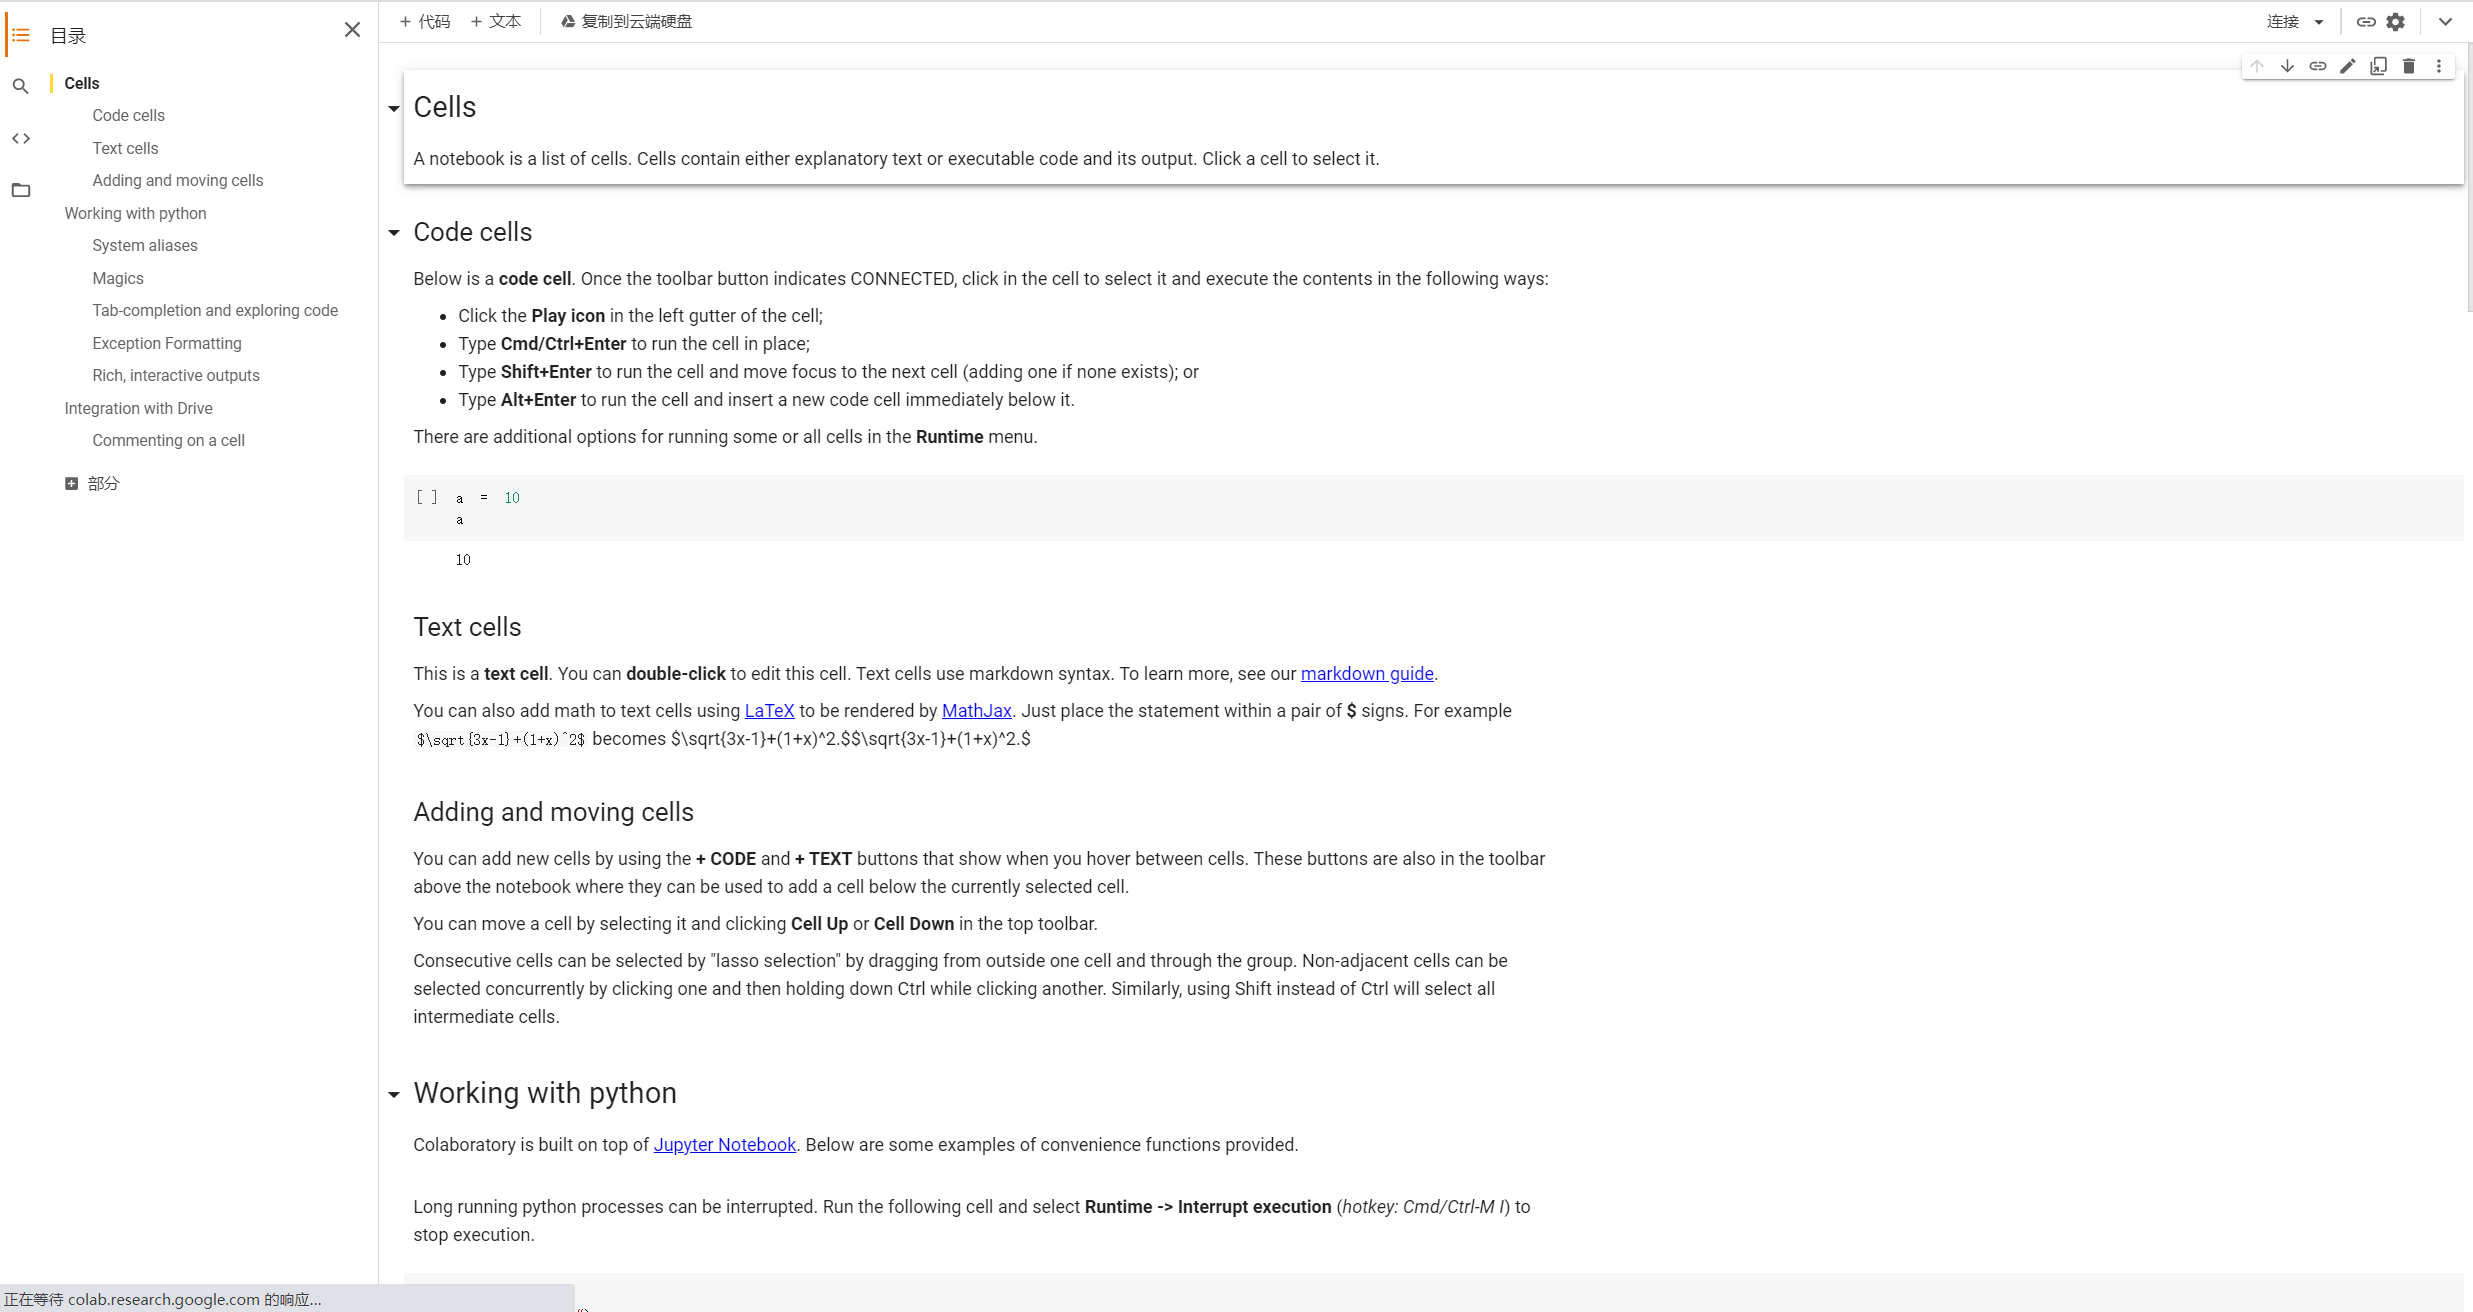 目录
Cells
Code cells
Text cells
Adding and moving cells
Working with python
System aliases
Magics
Tab-completion and exploring code
Exception Formatting
Rich, interactive outputs
Integration with Drive
Commenting on a cell
部分
+ 代码 + 文本 复制到云端硬盘
连接
Cells
A notebook is a list of cells. Cells contain either explanatory text or executable code and its output. Click a cell to select it.
Code cells
Below is a code cell. Once the toolbar button indicates CONNECTED, click in the cell to select it and execute the contents in the following ways:
• Click the Play icon in the left gutter of the cell;
• Type Cmd/Ctrl+Enter to run the cell in place;
• Type Shift+Enter to run the cell and move focus to the next cell (adding one if none exists); or
• Type Alt+Enter to run the cell and insert a new code cell immediately below it.
There are additional options for running some or all cells in the Runtime menu.
[ ] a = 10
a
10
Text cells
This is a text cell. You can double-click to edit this cell. Text cells use markdown syntax. To learn more, see our markdown guide.
You can also add math to text cells using LaTeX to be rendered by MathJax. Just place the statement within a pair of $ signs. For example
$\sqrt{3x-1}+(1+x)^2$ becomes $\sqrt{3x-1}+(1+x)^2.$$\sqrt{3x-1}+(1+x)^2.$
Adding and moving cells
You can add new cells by using the + CODE and + TEXT buttons that show when you hover between cells. These buttons are also in the toolbar
above the notebook where they can be used to add a cell below the currently selected cell.
You can move a cell by selecting it and clicking Cell Up or Cell Down in the top toolbar.
Consecutive cells can be selected by "lasso selection" by dragging from outside one cell and through the group. Non-adjacent cells can be
selected concurrently by clicking one and then holding down Ctrl while clicking another. Similarly, using Shift instead of Ctrl will select all
intermediate cells.
Working with python
Colaboratory is built on top of Jupyter Notebook. Below are some examples of convenience functions provided.
Long running python processes can be interrupted. Run the following cell and select Runtime -> Interrupt execution (hotkey: Cmd/Ctrl-M I) to
stop execution.
正在等待 colab.research.google.com 的响应...